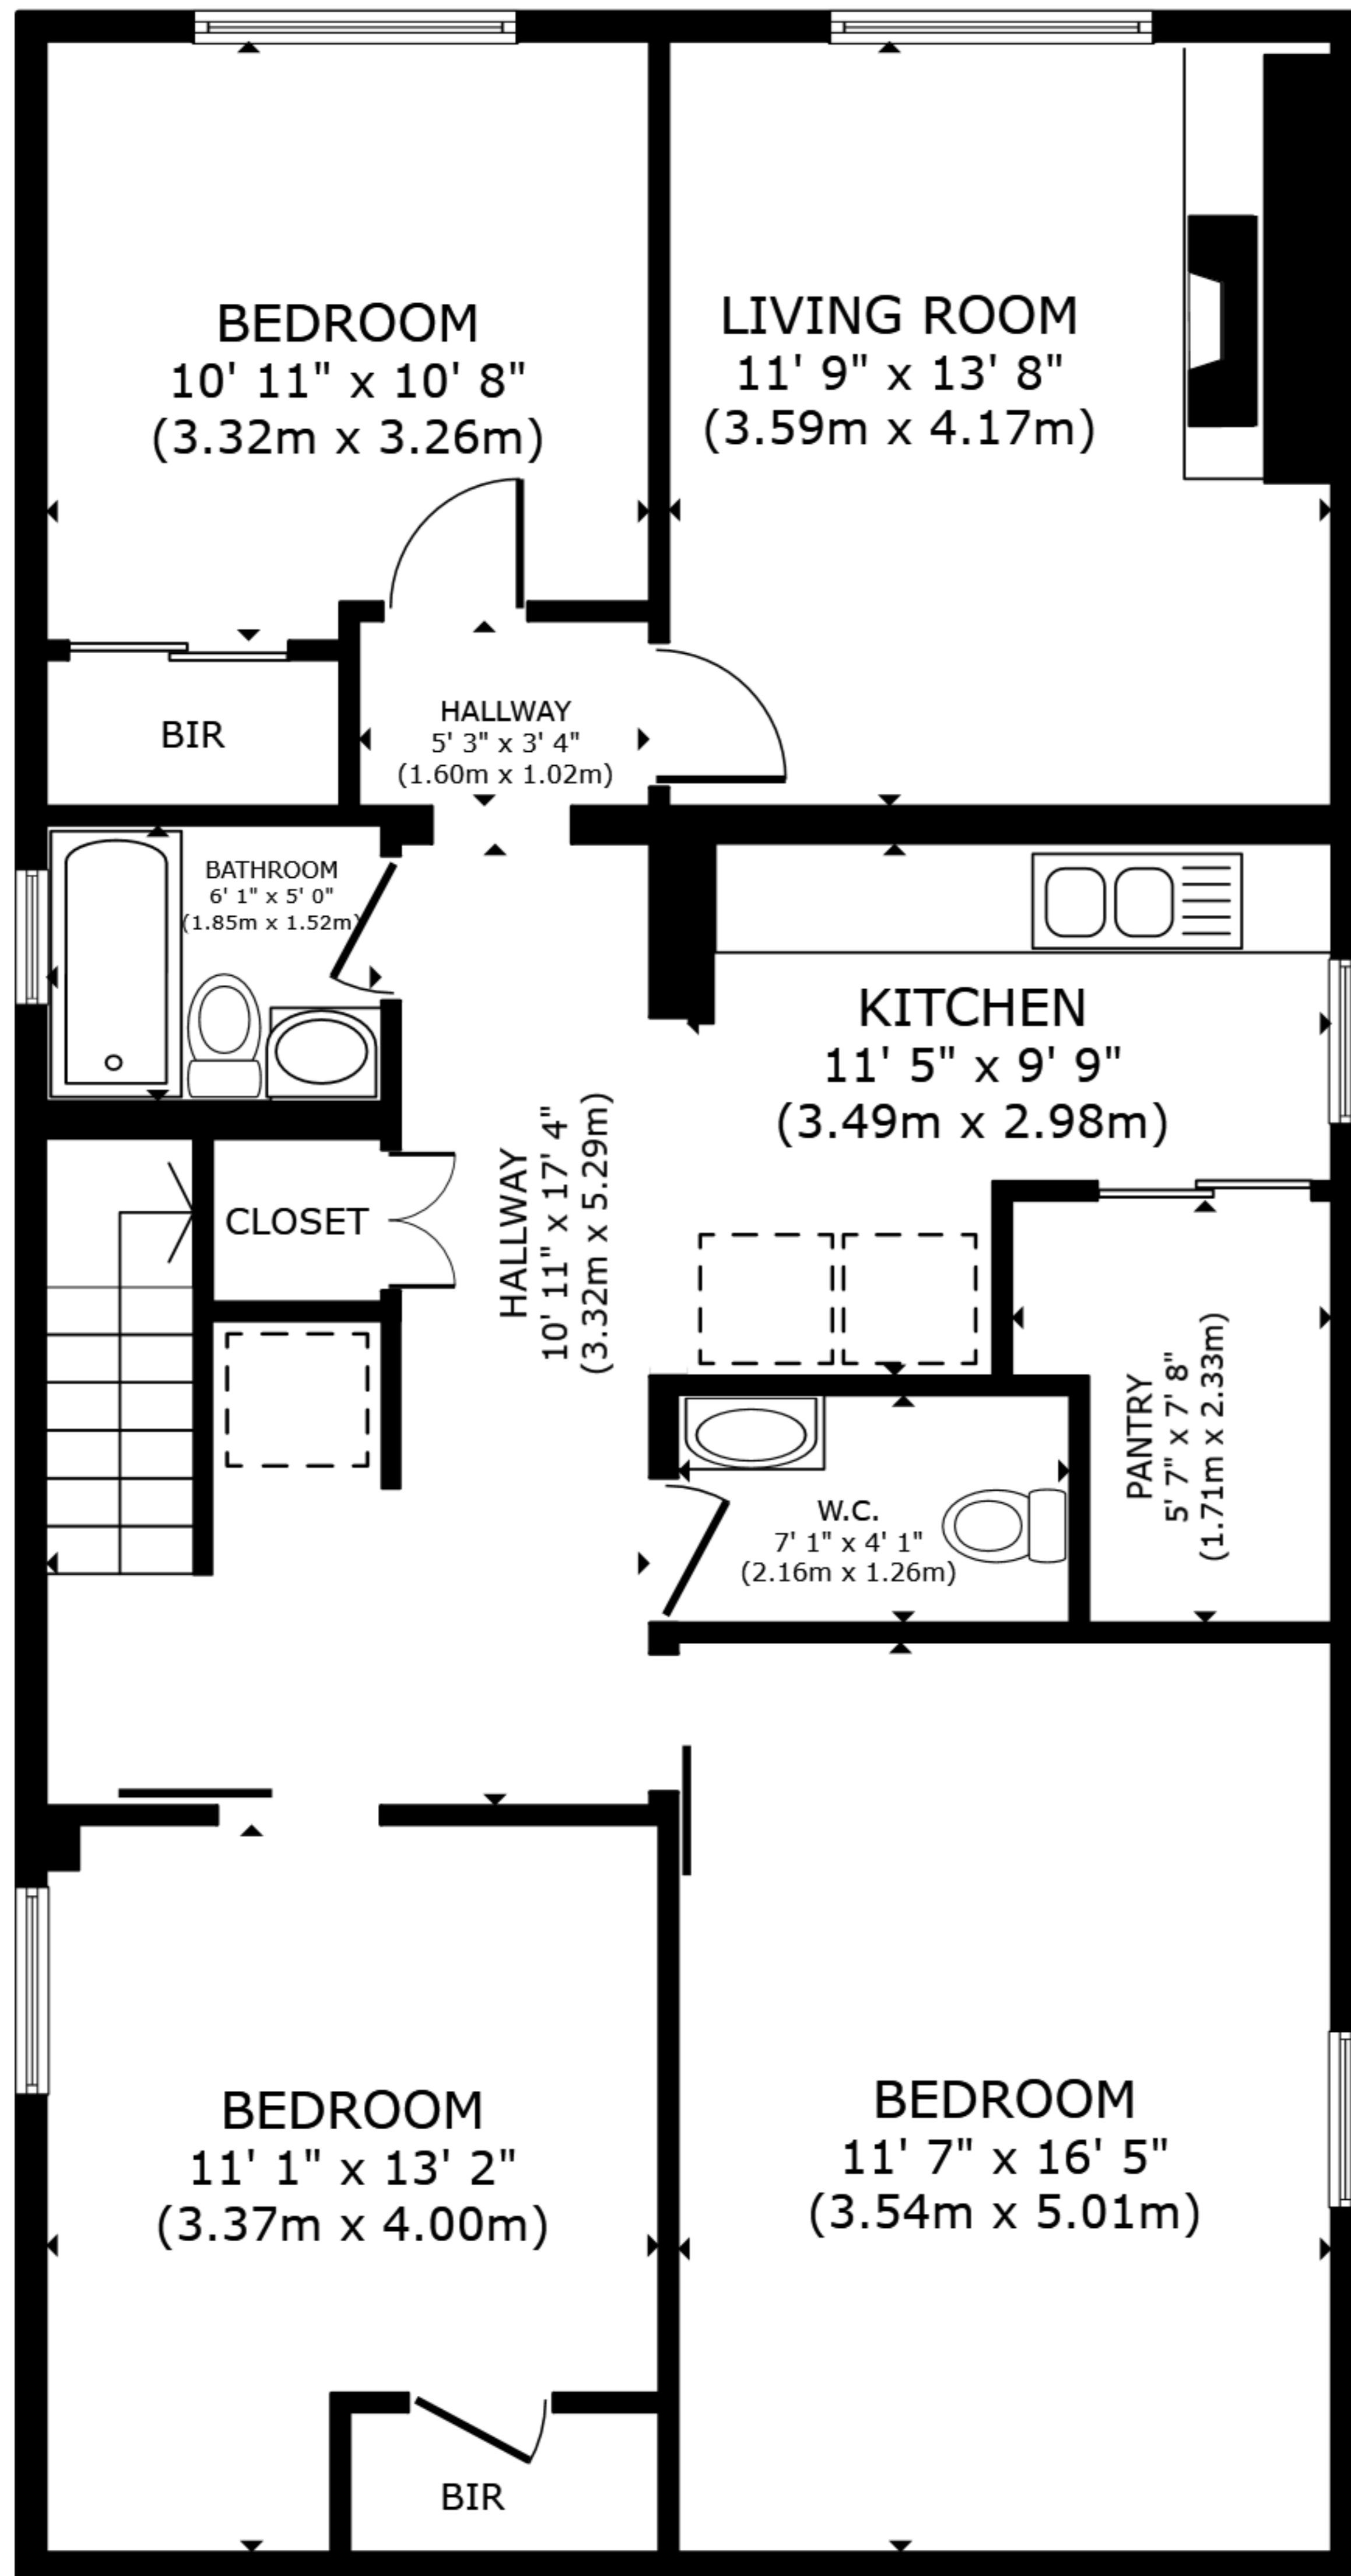 BEDROOM
10' 11" x 10' 8"
(3.32m x 3.26m)
LIVING ROOM
11' 9" x 13' 8"
(3.59m x 4.17m)
BIR
HALLWAY
5' 3" x 3' 4"
(1.60m x 1.02m)
BATHROOM
6' 1" x 5' 0"
(1.85m x 1.52m)
KITCHEN
11' 5" x 9' 9"
(3.49m x 2.98m)
CLOSET
HALLWAY
10' 11" x 17' 4"
(3.32m x 5.29m)
PANTRY
5' 7" x 7' 8"
(1.71m x 2.33m)
W.C.
7' 1" x 4' 1"
(2.16m x 1.26m)
BEDROOM
11' 1" x 13' 2"
(3.37m x 4.00m)
BEDROOM
11' 7" x 16' 5"
(3.54m x 5.01m)
BIR